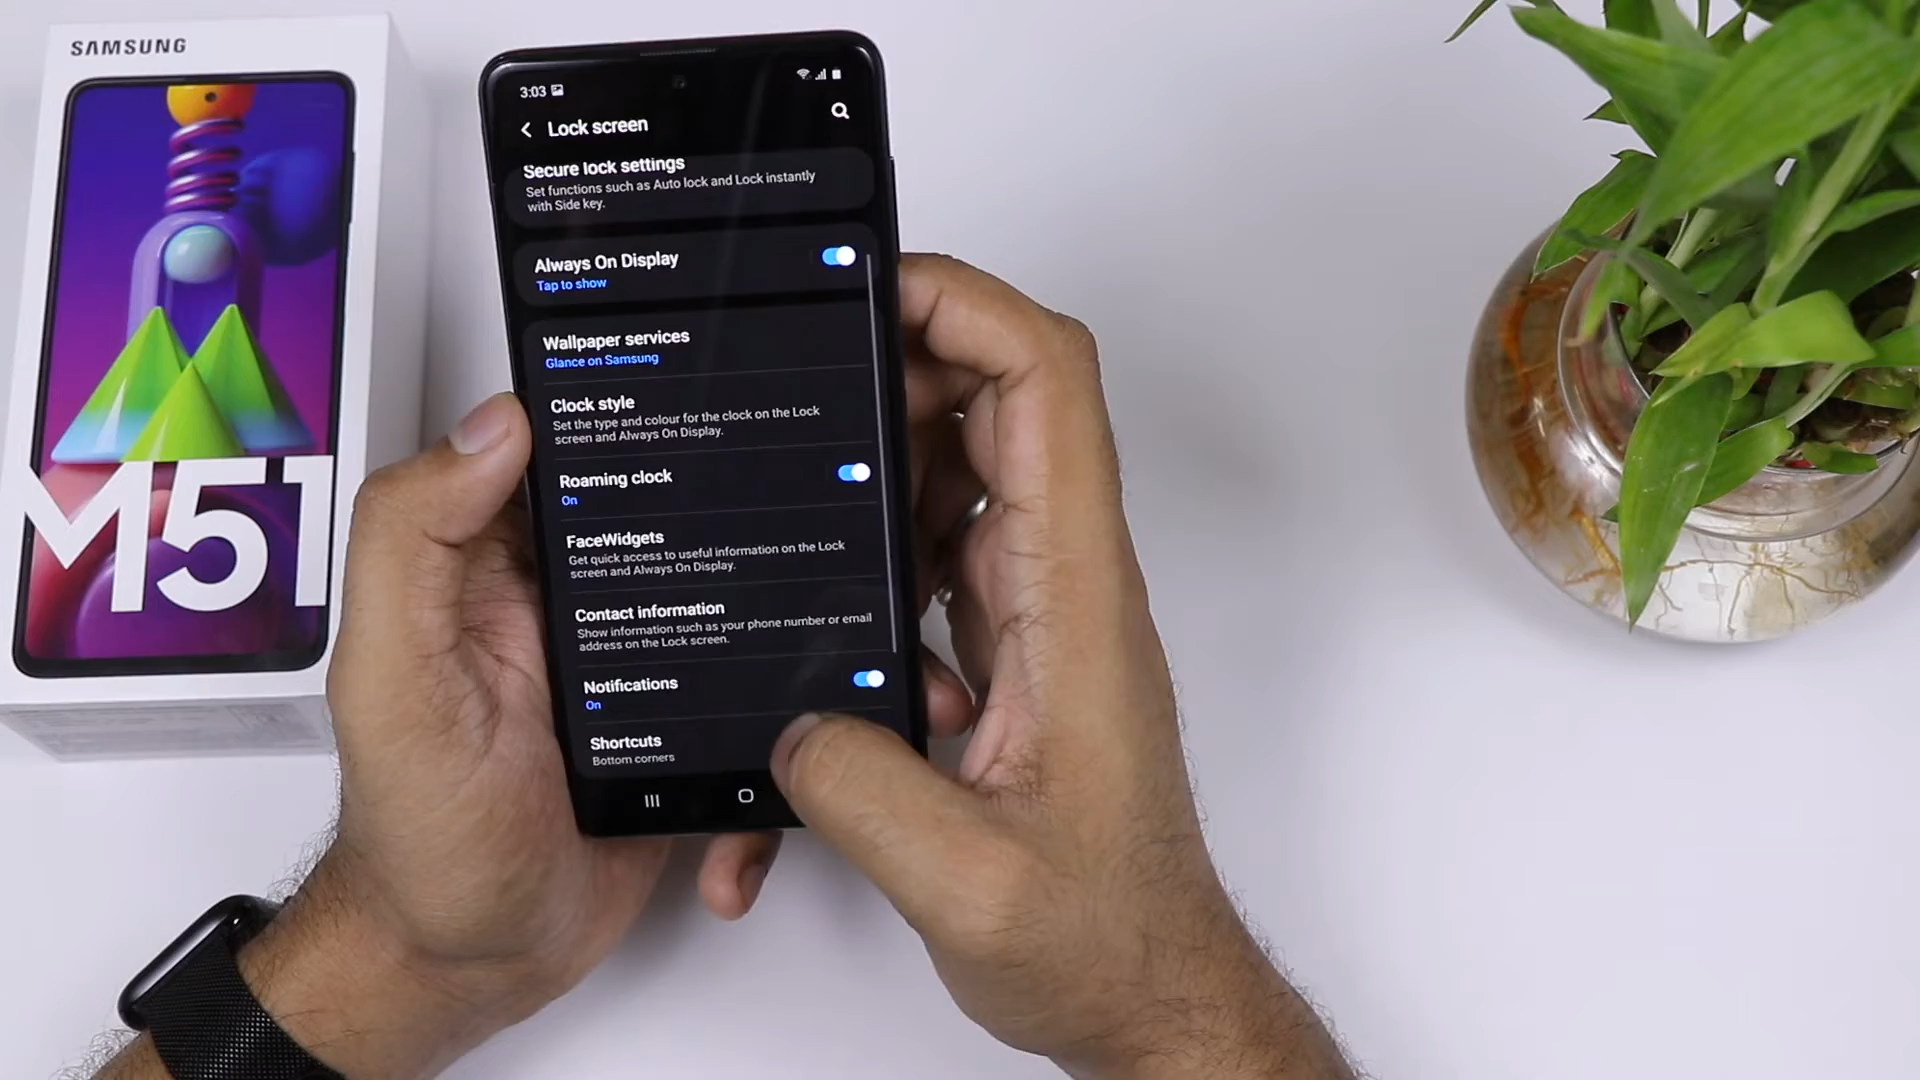 SAMSUNG
M51
3:03
Lock screen
Secure lock settings
Set functions such as Auto lock and Lock instantly
with Side key.
Always On Display
Tap to show
Wallpaper services
Glance on Samsung
Clock style
Set the type and colour for the clock on the Lock
screen and Always On Display.
Roaming clock
On
FaceWidgets
Get quick access to useful information on the Lock
screen and Always On Display.
Contact information
Show information such as your phone number or email
address on the Lock screen.
Notifications
On
Shortcuts
Bottom corners